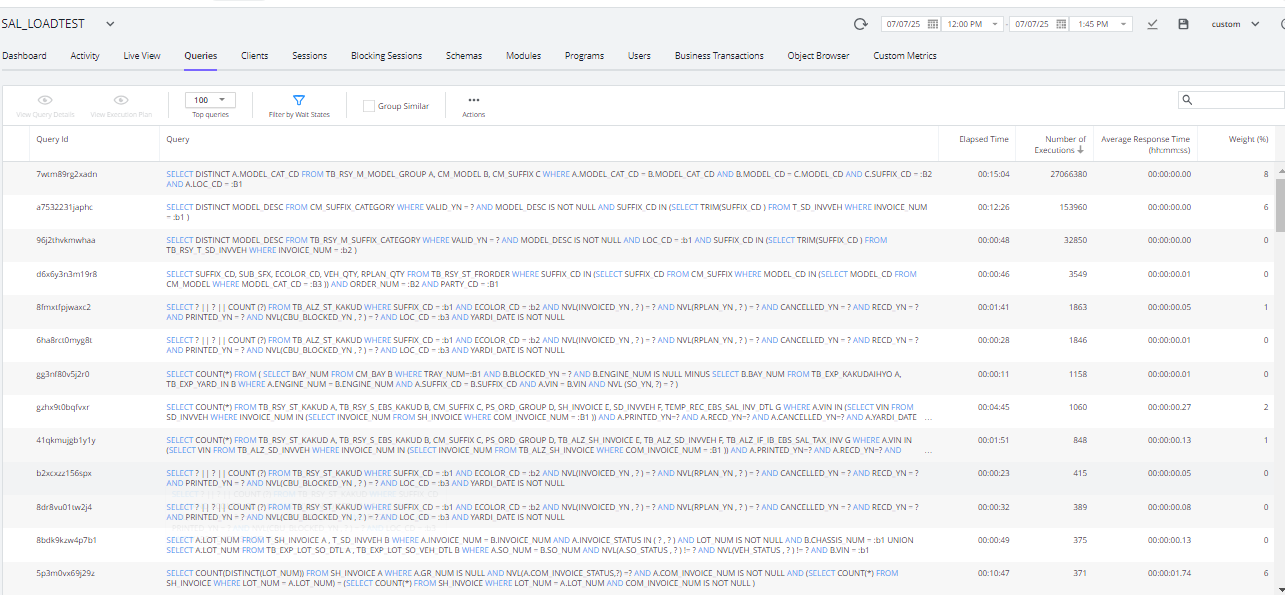 SAL_LOADTEST
07/07/25 12:00 PM - 07/07/25 1:45 PM custom
Dashboard Activity Live View Queries Clients Sessions Blocking Sessions Schemas Modules Programs Users Business Transactions Object Browser Custom Metrics
View Query Details View Execution Plan 100 Top queries Filter by Wait States Group Similar Actions
Query Id Query Elapsed Time Number of Executions Average Response Time (hh:mm:ss) Weight (%)
7wtm89rg2xadn SELECT DISTINCT A.MODEL_CAT_CD FROM TB_RSY_M_MODEL_GROUP A, CM_MODEL B, CM_SUFFIX C WHERE A.MODEL_CAT_CD = B.MODEL_CAT_CD AND B.MODEL_CD = C.MODEL_CD AND C.SUFFIX_CD = :B2 00:15:04 27066380 00:00:00.00 8
AND A.LOC_CD = :B1
a7532231japhc SELECT DISTINCT MODEL_DESC FROM CM_SUFFIX_CATEGORY WHERE VALID_YN = ? AND MODEL_DESC IS NOT NULL AND SUFFIX_CD IN (SELECT TRIM(SUFFIX_CD ) FROM T_SD_INVVEH WHERE INVOICE_NUM 00:12:26 153960 00:00:00.00 6
= :b1 )
96j2thvkmwhaa SELECT DISTINCT MODEL_DESC FROM TB_RSY_M_SUFFIX_CATEGORY WHERE VALID_YN = ? AND MODEL_DESC IS NOT NULL AND LOC_CD = :b1 AND SUFFIX_CD IN (SELECT TRIM(SUFFIX_CD ) FROM 00:00:48 32850 00:00:00.00 0
TB_RSY_T_SD_INVVEH WHERE INVOICE_NUM = :b2 )
d6x6y3n3m19r8 SELECT SUFFIX_CD, SUB_SFX, ECOLOR_CD, VEH_QTY, RPLAN_QTY FROM TB_RSY_ST_FRORDER WHERE SUFFIX_CD IN (SELECT SUFFIX_CD FROM CM_SUFFIX WHERE MODEL_CD IN (SELECT MODEL_CD FROM 00:00:46 3549 00:00:00.01 0
CM_MODEL WHERE MODEL_CAT_CD = :B3 )) AND ORDER_NUM = :B2 AND PARTY_CD = :B1
8fmxtfpjwaxc2 SELECT ? || ? || COUNT (?) FROM TB_ALZ_ST_KAKUD WHERE SUFFIX_CD = :b1 AND ECOLOR_CD = :b2 AND NVL(INVOICED_YN , ? ) = ? AND NVL(RPLAN_YN , ? ) = ? AND CANCELLED_YN = ? AND RECD_YN = ? 00:01:41 1863 00:00:00.05 1
AND PRINTED_YN = ? AND NVL(CBU_BLOCKED_YN , ? ) = ? AND LOC_CD = :b3 AND YARDI_DATE IS NOT NULL
6ha8rct0myg8t SELECT ? || ? || COUNT (?) FROM TB_ALZ_ST_KAKUD WHERE SUFFIX_CD = :b1 AND ECOLOR_CD = :b2 AND NVL(INVOICED_YN , ? ) = ? AND NVL(RPLAN_YN , ? ) = ? AND CANCELLED_YN = ? AND RECD_YN = ? 00:00:28 1846 00:00:00.01 0
AND PRINTED_YN = ? AND NVL(CBU_BLOCKED_YN , ? ) = ? AND LOC_CD = :b3 AND YARDI_DATE IS NOT NULL
gg3nf80v5j2r0 SELECT COUNT(*) FROM ( SELECT BAY_NUM FROM CM_BAY B WHERE TRAY_NUM=:B1 AND B.BLOCKED_YN = ? AND B.ENGINE_NUM IS NULL MINUS SELECT B.BAY_NUM FROM TB_EXP_KAKUDAIHYO A, 00:00:11 1158 00:00:00.01 0
TB_EXP_YARD_IN B WHERE A.ENGINE_NUM = B.ENGINE_NUM AND A.SUFFIX_CD = B.SUFFIX_CD AND A.VIN = B.VIN AND NVL (SO_YN, ?) = ? )
gzhx9t0bqfvxr SELECT COUNT(*) FROM TB_RSY_ST_KAKUD A, TB_RSY_S_EBS_KAKUD B, CM_SUFFIX C, PS_ORD_GROUP D, SH_INVOICE E, SD_INVVEH F, TEMP_REC_EBS_SAL_INV_DTL G WHERE A.VIN IN (SELECT VIN FROM 00:04:45 1060 00:00:00.27 2
SD_INVVEH WHERE INVOICE_NUM IN (SELECT INVOICE_NUM FROM SH_INVOICE WHERE COM_INVOICE_NUM = :B1 )) AND A.PRINTED_YN=? AND A.RECD_YN=? AND A.CANCELLED_YN=? AND A.YARDI_DATE ...
41qkmujgb1y1y SELECT COUNT(*) FROM TB_RSY_ST_KAKUD A, TB_RSY_S_EBS_KAKUD B, CM_SUFFIX C, PS_ORD_GROUP D, TB_ALZ_SH_INVOICE E, TB_ALZ_SD_INVVEH F, TB_ALZ_IF_IB_EBS_SAL_TAX_INV G WHERE A.VIN IN 00:01:51 848 00:00:00.13 1
(SELECT VIN FROM TB_ALZ_SD_INVVEH WHERE INVOICE_NUM IN (SELECT INVOICE_NUM FROM TB_ALZ_SH_INVOICE WHERE COM_INVOICE_NUM = :B1 )) AND A.PRINTED_YN=? AND A.RECD_YN=? AND ...
b2xcxzz156spx SELECT ? || ? || COUNT (?) FROM TB_RSY_ST_KAKUD WHERE SUFFIX_CD = :b1 AND ECOLOR_CD = :b2 AND NVL(INVOICED_YN , ? ) = ? AND NVL(RPLAN_YN , ? ) = ? AND CANCELLED_YN = ? AND RECD_YN = ? 00:00:23 415 00:00:00.05 0
AND PRINTED_YN = ? AND NVL(CBU_BLOCKED_YN , ? ) = ? AND LOC_CD = :b3 AND YARDI_DATE IS NOT NULL
8dr8vu01tw2j4 SELECT ? || ? || COUNT (?) FROM TB_RSY_ST_KAKUD WHERE SUFFIX_CD = :b1 AND ECOLOR_CD = :b2 AND NVL(INVOICED_YN , ? ) = ? AND NVL(RPLAN_YN , ? ) = ? AND CANCELLED_YN = ? AND RECD_YN = ? 00:00:32 389 00:00:00.08 0
AND PRINTED_YN = ? AND NVL(CBU_BLOCKED_YN , ? ) = ? AND LOC_CD = :b3 AND YARDI_DATE IS NOT NULL
8bdk9kzw4p7b1 SELECT A.LOT_NUM FROM T_SH_INVOICE A , T_SD_INVVEH B WHERE A.INVOICE_NUM = B.INVOICE_NUM AND A.INVOICE_STATUS IN ( ? , ? ) AND LOT_NUM IS NOT NULL AND B.CHASSIS_NUM = :b1 UNION 00:00:49 375 00:00:00.13 0
SELECT A.LOT_NUM FROM TB_EXP_LOT_SO_DTL A , TB_EXP_LOT_SO_VEH_DTL B WHERE A.SO_NUM = B.SO_NUM AND NVL(A.SO_STATUS , ? ) != ? AND NVL(VEH_STATUS , ? ) != ? AND B.VIN = :b1
5p3m0vx69j29z SELECT COUNT(DISTINCT(LOT_NUM)) FROM SH_INVOICE A WHERE A.GR_NUM IS NULL AND NVL(A.COM_INVOICE_STATUS,?) =? AND A.COM_INVOICE_NUM IS NOT NULL AND (SELECT COUNT(*) FROM 00:10:47 371 00:00:01.74 6
SH_INVOICE WHERE LOT_NUM = A.LOT_NUM) = (SELECT COUNT(*) FROM SH_INVOICE WHERE LOT_NUM = A.LOT_NUM AND COM_INVOICE_NUM IS NOT NULL )